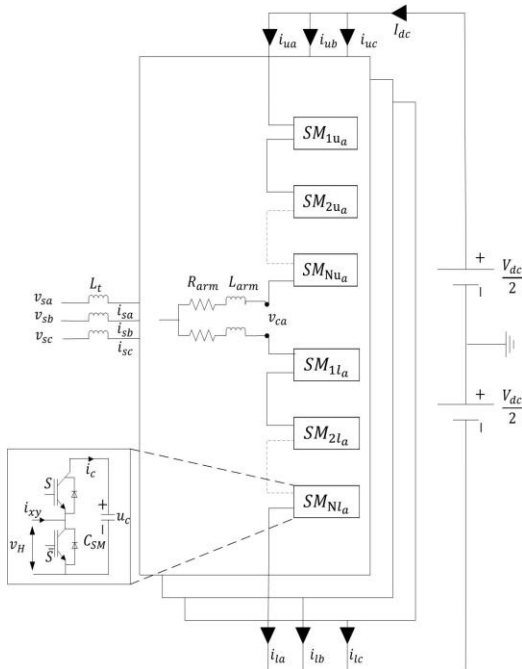 I_dc
i_ua i_ub i_uc
SM_1u_a
SM_2u_a
SM_Nu_a
R_arm L_arm
L_t
v_sa
v_sb
v_sc
i_sa
i_sb
i_sc
v_ca
SM_1l_a
SM_2l_a
SM_Nl_a
+
V_dc
2
−
+
V_dc
2
−
S
i_c
i_xy
+
u_c
−
v_H
S̄
C_SM
i_la i_lb i_lc